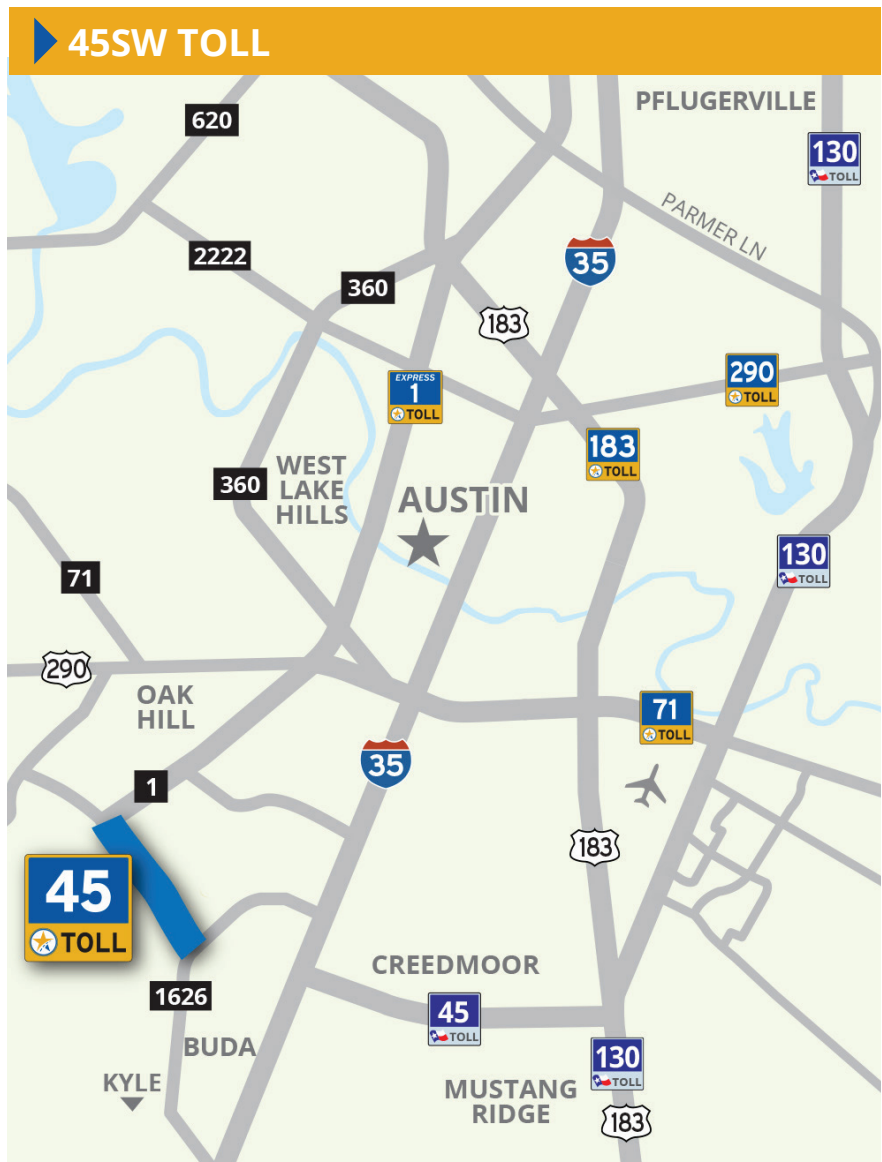 45SW TOLL
PFLUGERVILLE
620
130
TOLL
PARMER LN
2222
35
360
183
290
TOLL
EXPRESS
1
TOLL
183
TOLL
WEST
LAKE
HILLS
360
AUSTIN
130
TOLL
71
290
OAK
HILL
71
TOLL
35
1
183
45
TOLL
CREEDMOOR
1626
45
TOLL
BUDA
130
TOLL
KYLE
MUSTANG
RIDGE
183